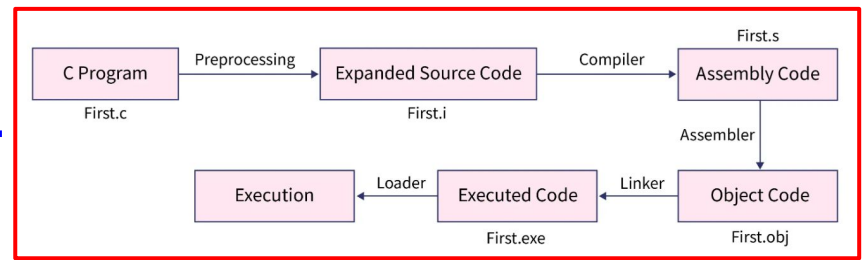 First.s
C Program
Preprocessing
Expanded Source Code
Compiler
Assembly Code
First.c
First.i
Assembler
Execution
Loader
Executed Code
Linker
Object Code
First.exe
First.obj